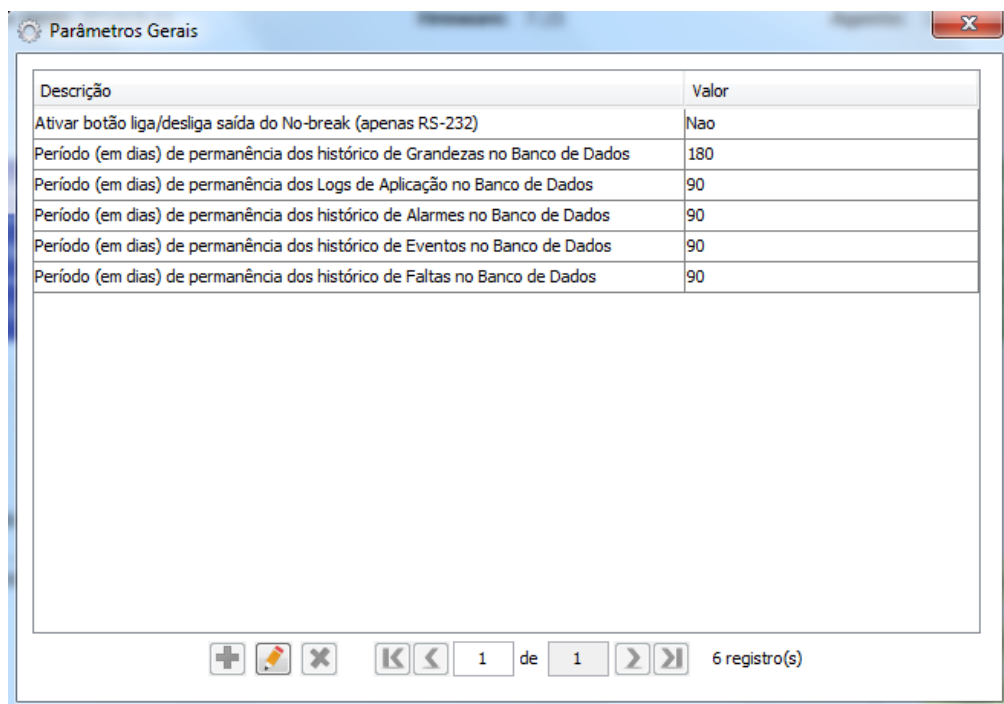 Parâmetros Gerais
Descrição Valor
Ativar botão liga/desliga saída do No-break (apenas RS-232) Nao
Período (em dias) de permanência dos histórico de Grandezas no Banco de Dados 180
Período (em dias) de permanência dos Logs de Aplicação no Banco de Dados 90
Período (em dias) de permanência dos histórico de Alarmes no Banco de Dados 90
Período (em dias) de permanência dos histórico de Eventos no Banco de Dados 90
Período (em dias) de permanência dos histórico de Faltas no Banco de Dados 90
1 de 1 6 registro(s)